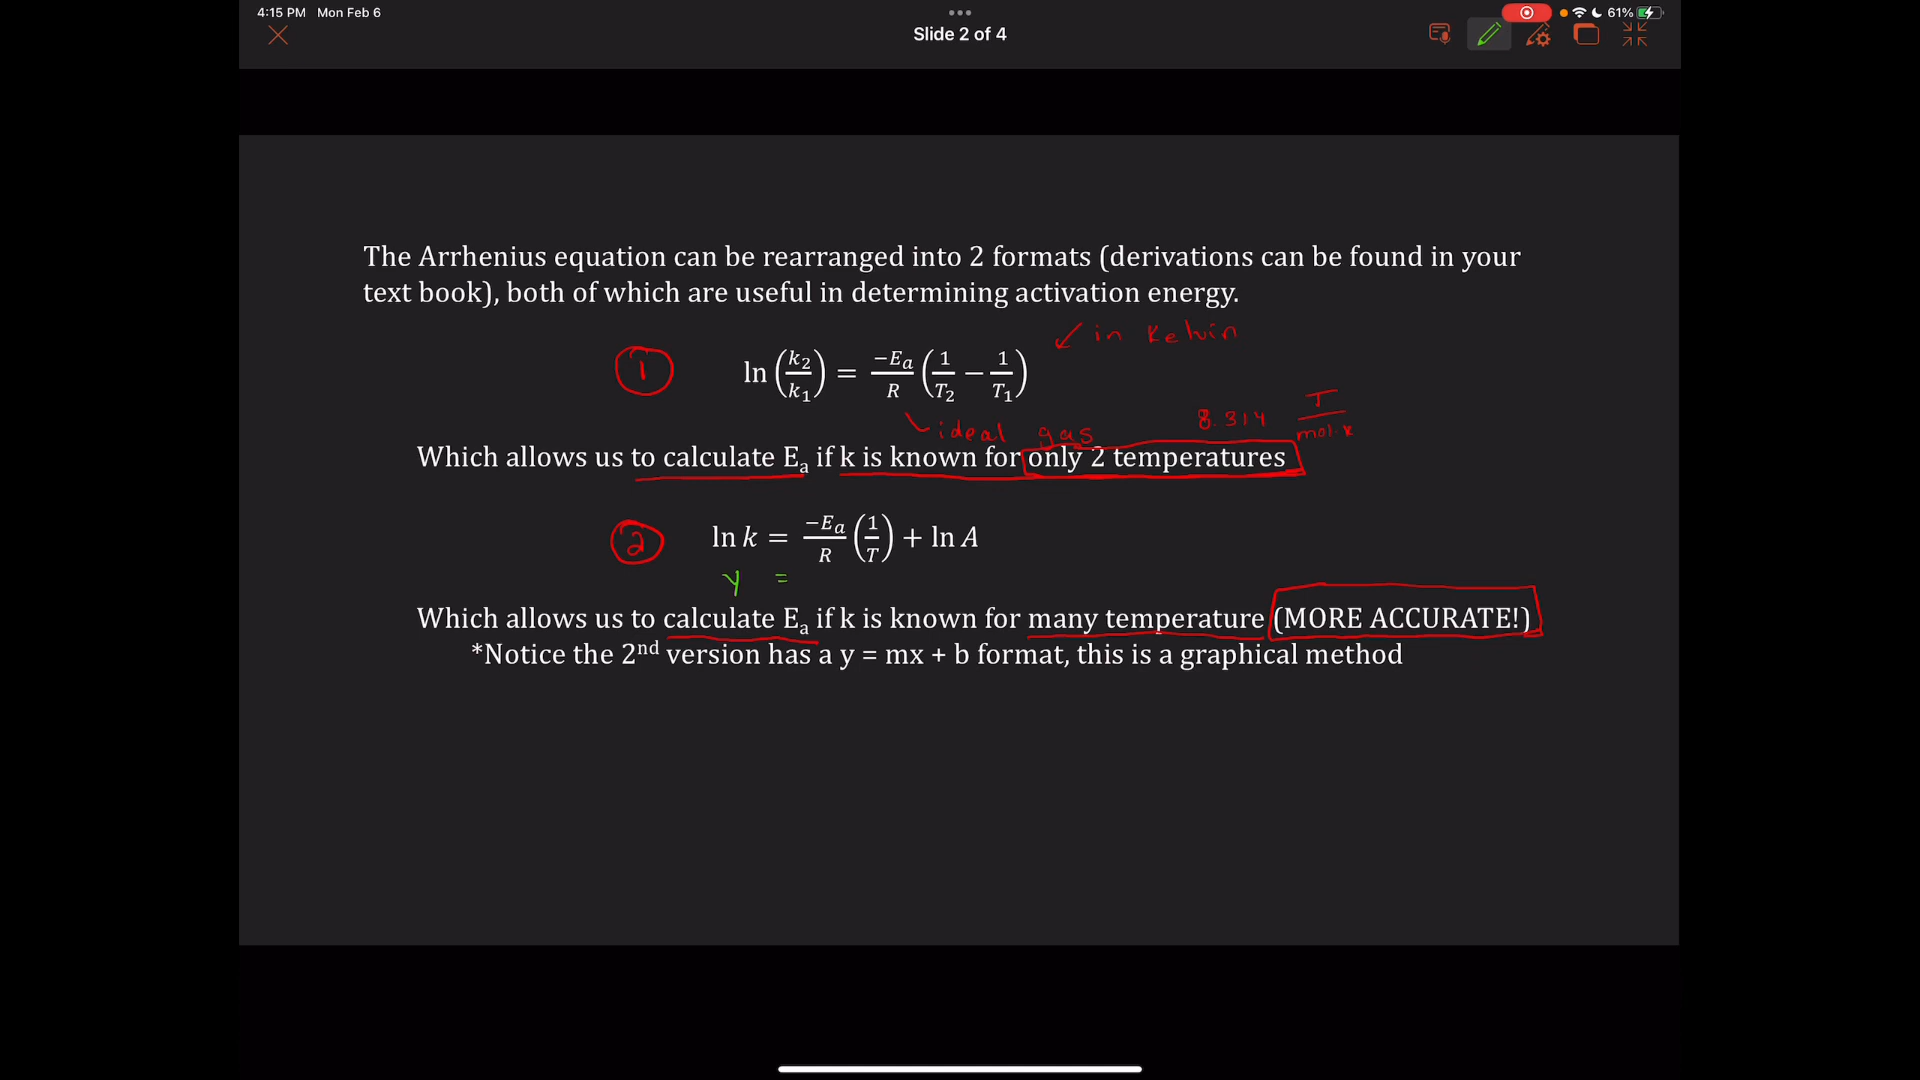 4:15 PM Mon Feb 6
61%
Slide 2 of 4
The Arrhenius equation can be rearranged into 2 formats (derivations can be found in your
text book), both of which are useful in determining activation energy.
in Kelvin
1 ln(k₂/k₁) = −Eₐ/R (1/T₂ − 1/T₁)
ideal gas 8.314 J/mol·K
Which allows us to calculate Eₐ if k is known for only 2 temperatures
2 ln k = −Eₐ/R (1/T) + ln A
y =
Which allows us to calculate Eₐ if k is known for many temperature (MORE ACCURATE!)
*Notice the 2nd version has a y = mx + b format, this is a graphical method